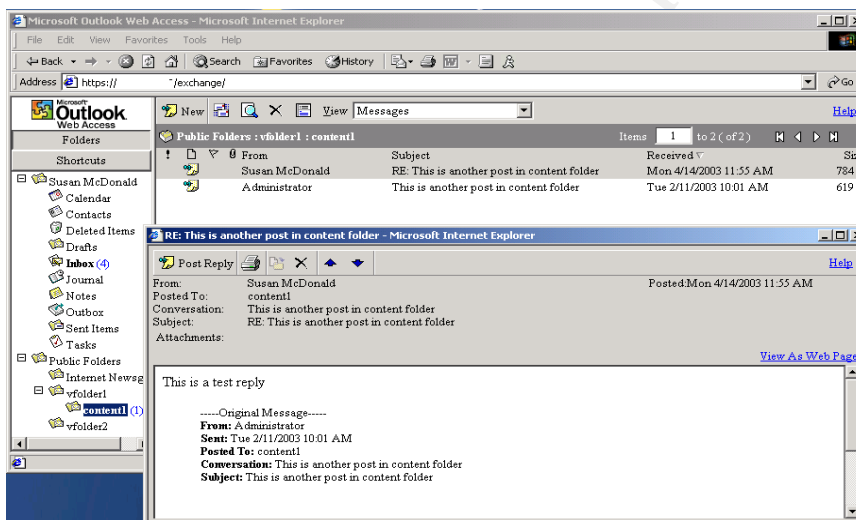 Microsoft Outlook Web Access - Microsoft Internet Explorer
File Edit View Favorites Tools Help
Back Search Favorites History
Address https:// /exchange/ Go
Microsoft
Outlook
Web Access
New View Messages Help
Folders
Public Folders : vfolder1 : content1 Items 1 to 2 ( of 2 )
Shortcuts
! From Subject Received Siz
Susan McDonald RE: This is another post in content folder Mon 4/14/2003 11:55 AM 784
Administrator This is another post in content folder Tue 2/11/2003 10:01 AM 619
Susan McDonald
Calendar
Contacts
Deleted Items
Drafts
Inbox (4)
Journal
Notes
Outbox
Sent Items
Tasks
Public Folders
Internet Newsg
vfolder1
content1 (1)
vfolder2
RE: This is another post in content folder - Microsoft Internet Explorer
Post Reply Help
From: Susan McDonald Posted:Mon 4/14/2003 11:55 AM
Posted To: content1
Conversation: This is another post in content folder
Subject: RE: This is another post in content folder
Attachments:
View As Web Page
This is a test reply
-----Original Message-----
From: Administrator
Sent: Tue 2/11/2003 10:01 AM
Posted To: content1
Conversation: This is another post in content folder
Subject: This is another post in content folder